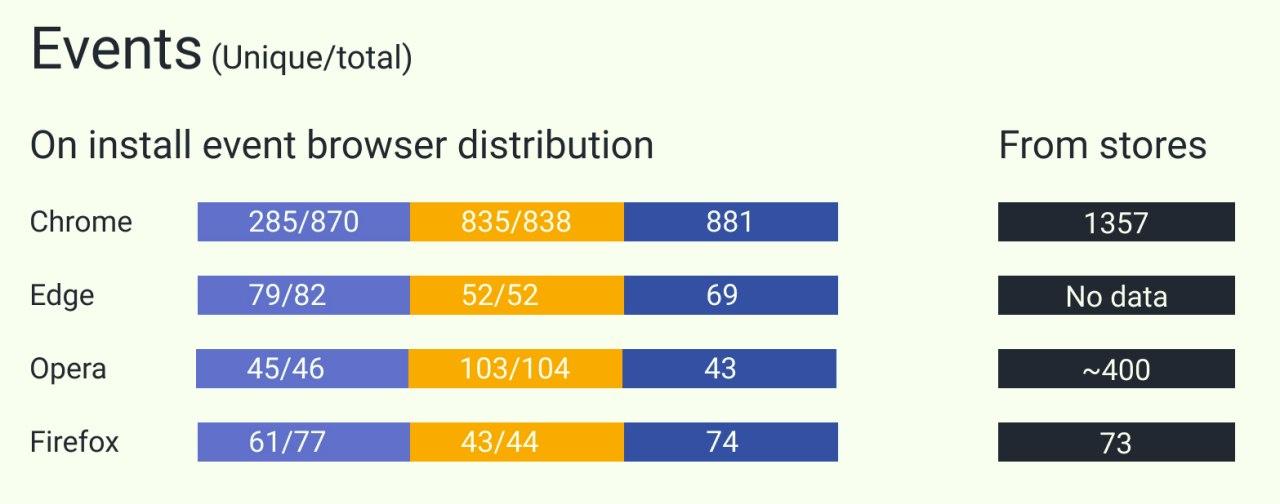 Events (Unique/total)
On install event browser distribution From stores
Chrome 285/870 835/838 881 1357
Edge 79/82 52/52 69 No data
Opera 45/46 103/104 43 ~400
Firefox 61/77 43/44 74 73